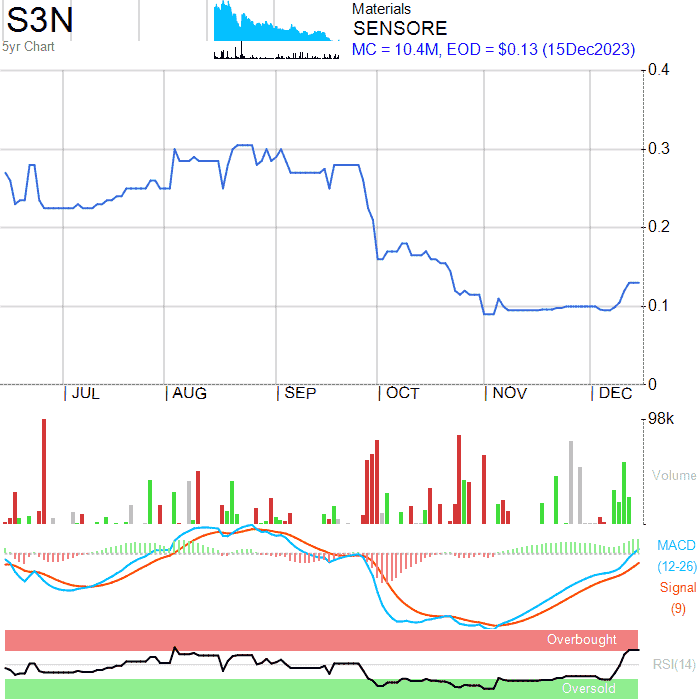 S3N
5yr Chart
Materials
SENSORE
MC = 10.4M, EOD = $0.13 (15Dec2023)
0.4
0.3
0.2
0.1
0
JUL AUG SEP OCT NOV DEC
98k
Volume
MACD
(12-26)
Signal
(9)
Overbought
RSI(14)
Oversold